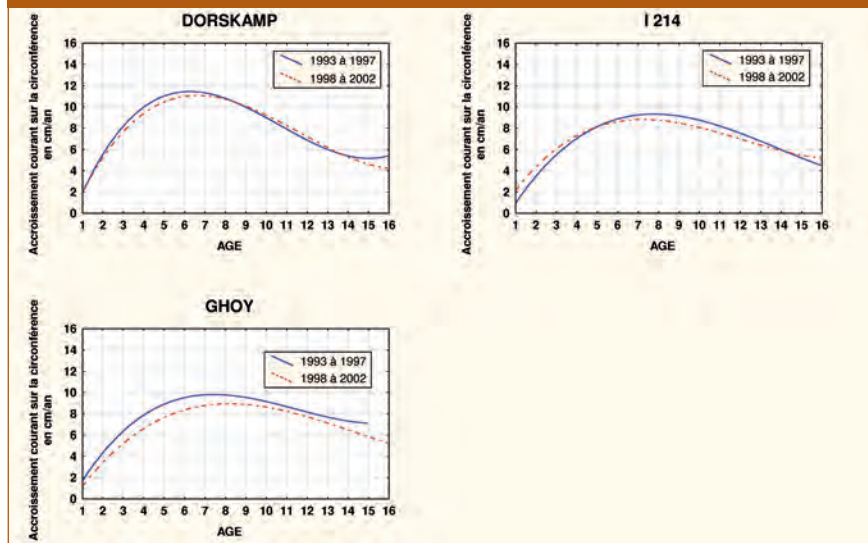 DORSKAMP
Accroissement courant sur la circonférence
en cm/an
16
14
12
10
8
6
4
2
0
1993 à 1997
1998 à 2002
1 2 3 4 5 6 7 8 9 10 11 12 13 14 15 16
AGE
I 214
Accroissement courant sur la circonférence
en cm/an
16
14
12
10
8
6
4
2
0
1993 à 1997
1998 à 2002
1 2 3 4 5 6 7 8 9 10 11 12 13 14 15 16
AGE
GHOY
Accroissement courant sur la circonférence
en cm/an
16
14
12
10
8
6
4
2
0
1993 à 1997
1998 à 2002
1 2 3 4 5 6 7 8 9 10 11 12 13 14 15 16
AGE